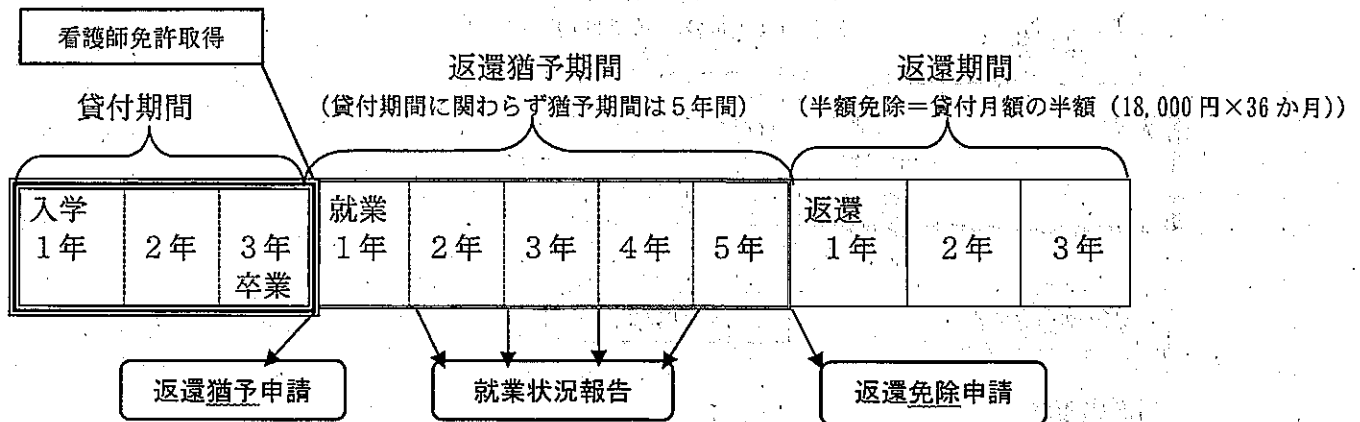 看護師免許取得
貸付期間
返還猶予期間
(貸付期間に関わらず猶予期間は5年間)
返還期間
(半額免除=貸付月額の半額(18,000円×36か月))
入学
1年
2年
3年
卒業
就業
1年
2年
3年
4年
5年
返還
1年
2年
3年
返還猶予申請
就業状況報告
返還免除申請